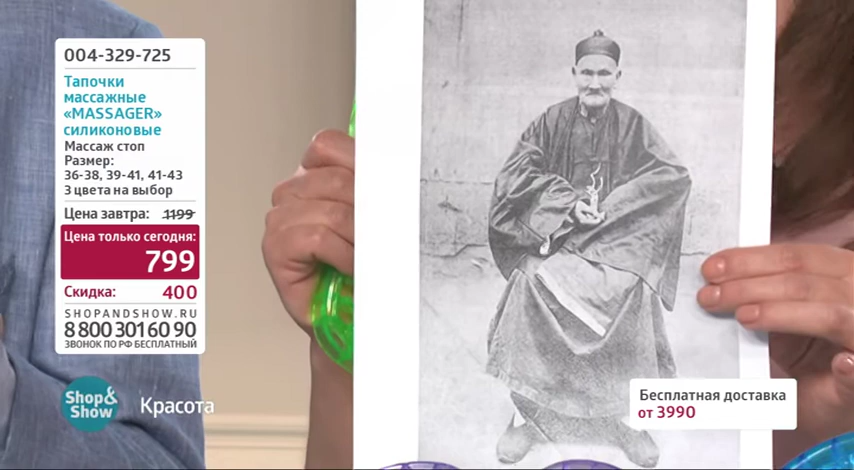 004-329-725
Тапочки
массажные
«MASSAGER»
силиконовые
Массаж стоп
Размер:
36-38, 39-41, 41-43
3 цвета на выбор
Цена завтра: 1199
Цена только сегодня:
799
Скидка: 400
SHOPANDSHOW.RU
8 800 301 60 90
ЗВОНОК ПО РФ БЕСПЛАТНЫЙ
Shop&
Show
Красота
Бесплатная доставка
от 3990